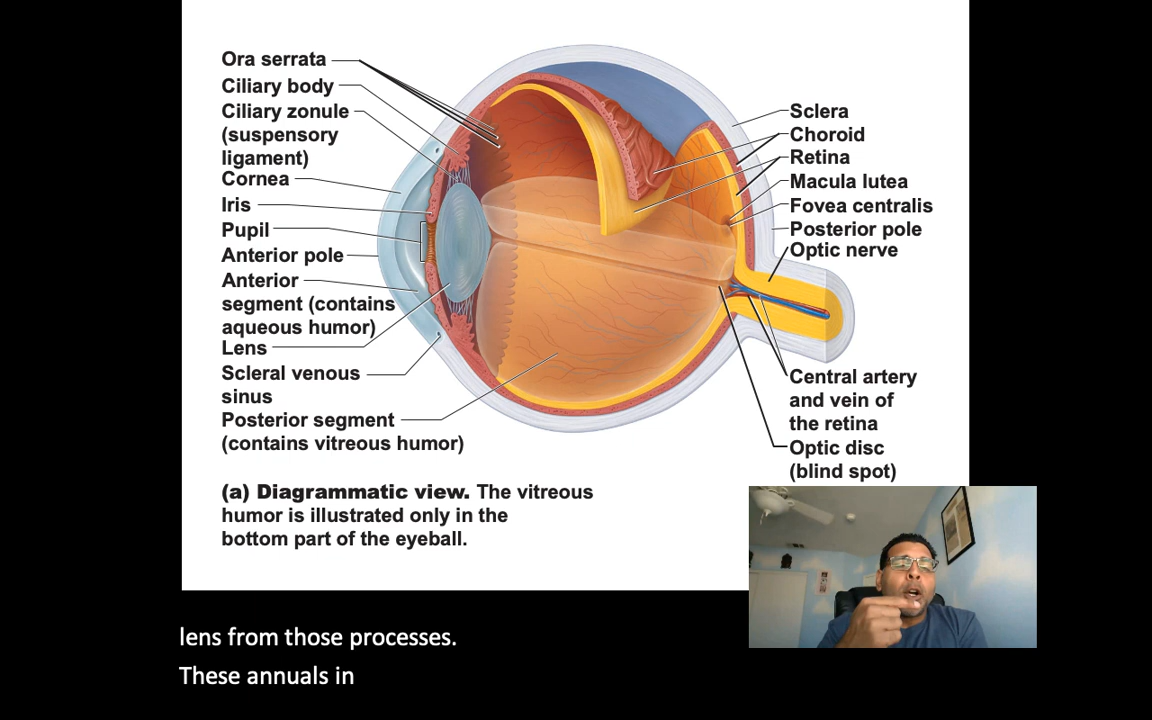 Ora serrata
Ciliary body
Ciliary zonule
(suspensory
ligament)
Cornea
Iris
Pupil
Anterior pole
Anterior
segment (contains
aqueous humor)
Lens
Scleral venous
sinus
Posterior segment
(contains vitreous humor)
Sclera
Choroid
Retina
Macula lutea
Fovea centralis
Posterior pole
Optic nerve
Central artery
and vein of
the retina
Optic disc
(blind spot)
(a) Diagrammatic view. The vitreous
humor is illustrated only in the
bottom part of the eyeball.
lens from those processes.
These annuals in